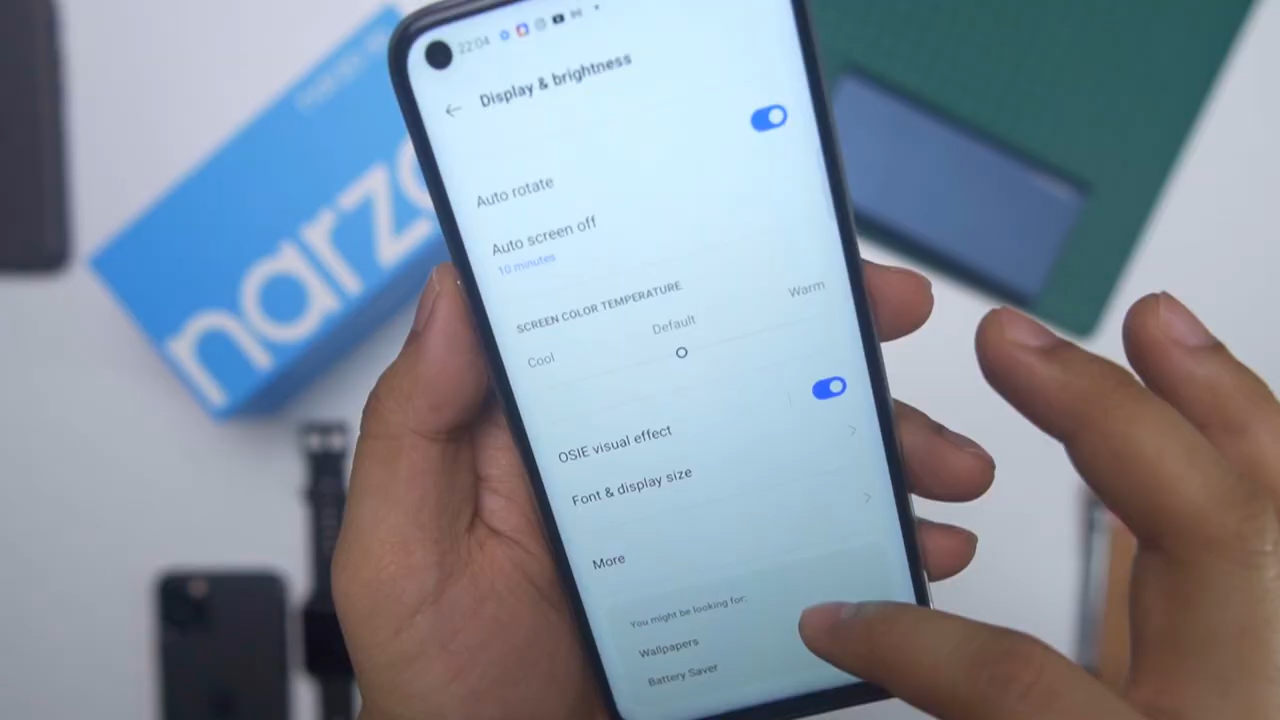 22:04
Display & brightness
Auto rotate
Auto screen off
10 minutes
SCREEN COLOR TEMPERATURE
Cool
Default
Warm
OSIE visual effect
Font & display size
More
You might be looking for:
Wallpapers
Battery Saver
narzo